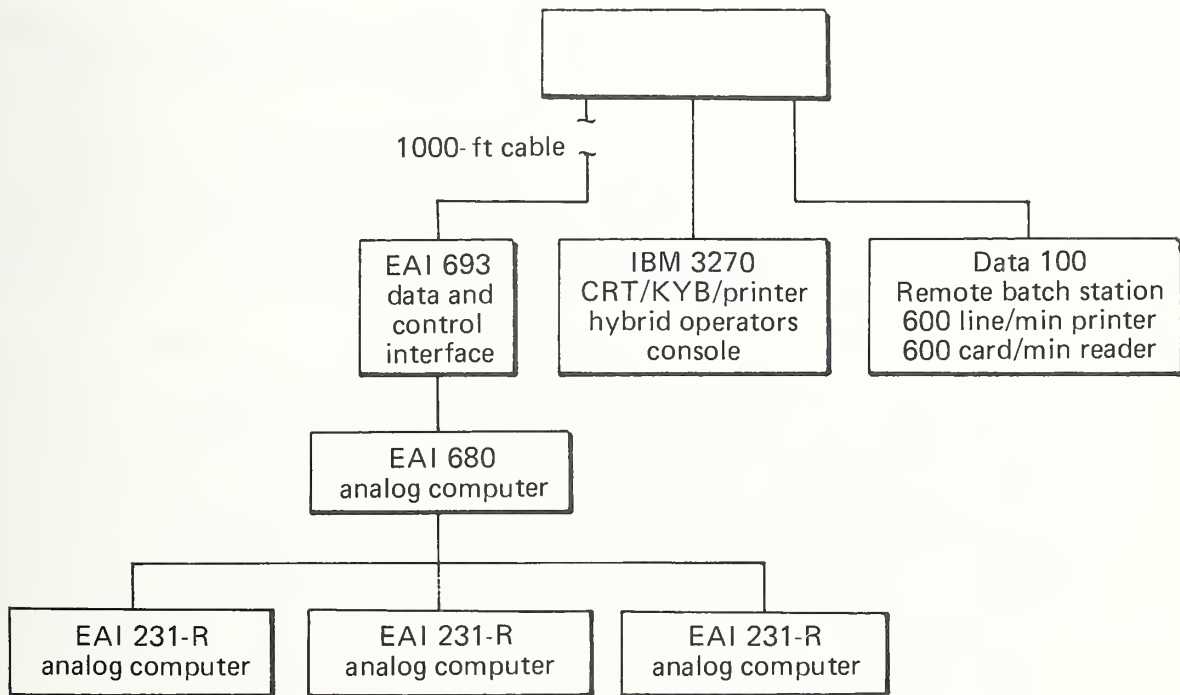 1000-ft cable
EAI 693
data and
control
interface
IBM 3270
CRT/KYB/printer
hybrid operators
console
Data 100
Remote batch station
600 line/min printer
600 card/min reader
EAI 680
analog computer
EAI 231-R
analog computer
EAI 231-R
analog computer
EAI 231-R
analog computer